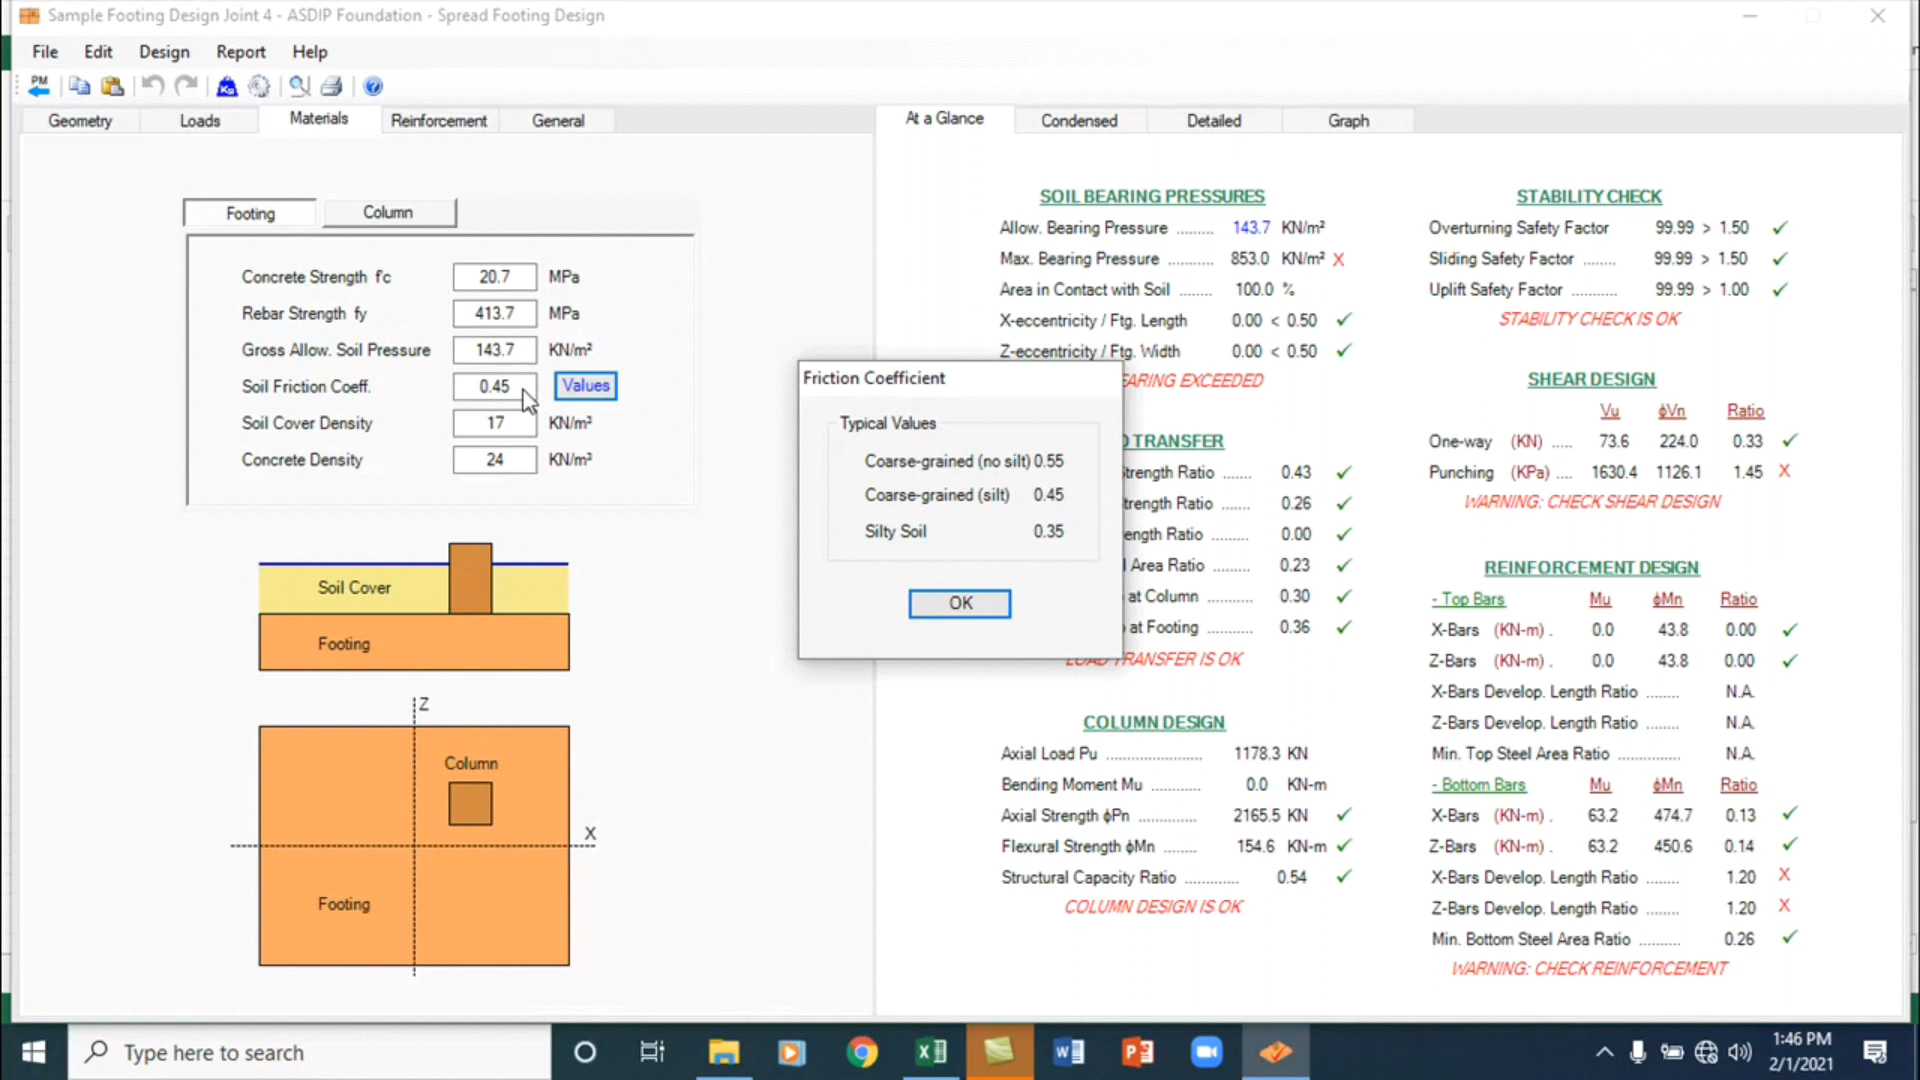 Sample Footing Design Joint 4 - ASDIP Foundation - Spread Footing Design
File Edit Design Report Help
PM
Geometry Loads Materials Reinforcement General
At a Glance Condensed Detailed Graph
Footing Column
Concrete Strength f'c 20.7 MPa
Rebar Strength fy 413.7 MPa
Gross Allow. Soil Pressure 143.7 KN/m²
Soil Friction Coeff. 0.45 Values
Soil Cover Density 17 KN/m³
Concrete Density 24 KN/m³
Soil Cover
Footing
Z
Column
X
Footing
Friction Coefficient
Typical Values
Coarse-grained (no silt) 0.55
Coarse-grained (silt) 0.45
Silty Soil 0.35
OK
SOIL BEARING PRESSURES
Allow. Bearing Pressure ........ 143.7 KN/m²
Max. Bearing Pressure .......... 853.0 KN/m² X
Area in Contact with Soil ....... 100.0 %
X-eccentricity / Ftg. Length 0.00 < 0.50 ✓
Z-eccentricity / Ftg. Width 0.00 < 0.50 ✓
EARING EXCEEDED
D TRANSFER
Strength Ratio ....... 0.43 ✓
trength Ratio ....... 0.26 ✓
ength Ratio ......... 0.00 ✓
l Area Ratio ........ 0.23 ✓
at Column ........... 0.30 ✓
at Footing ........... 0.36 ✓
LOAD TRANSFER IS OK
COLUMN DESIGN
Axial Load Pu ....................... 1178.3 KN
Bending Moment Mu ............. 0.0 KN-m
Axial Strength ϕPn ................ 2165.5 KN ✓
Flexural Strength ϕMn ........ 154.6 KN-m ✓
Structural Capacity Ratio ............. 0.54 ✓
COLUMN DESIGN IS OK
STABILITY CHECK
Overturning Safety Factor 99.99 > 1.50 ✓
Sliding Safety Factor ........ 99.99 > 1.50 ✓
Uplift Safety Factor ........... 99.99 > 1.00 ✓
STABILITY CHECK IS OK
SHEAR DESIGN
Vu ϕVn Ratio
One-way (KN) ..... 73.6 224.0 0.33 ✓
Punching (KPa) .... 1630.4 1126.1 1.45 X
WARNING: CHECK SHEAR DESIGN
REINFORCEMENT DESIGN
- Top Bars Mu ϕMn Ratio
X-Bars (KN-m) . 0.0 43.8 0.00 ✓
Z-Bars (KN-m) . 0.0 43.8 0.00 ✓
X-Bars Develop. Length Ratio ........ N.A.
Z-Bars Develop. Length Ratio ........ N.A.
Min. Top Steel Area Ratio ............... N.A.
- Bottom Bars Mu ϕMn Ratio
X-Bars (KN-m) . 63.2 474.7 0.13 ✓
Z-Bars (KN-m) . 63.2 450.6 0.14 ✓
X-Bars Develop. Length Ratio ........ 1.20 X
Z-Bars Develop. Length Ratio ........ 1.20 X
Min. Bottom Steel Area Ratio .......... 0.26 ✓
WARNING: CHECK REINFORCEMENT
Type here to search
1:46 PM
2/1/2021